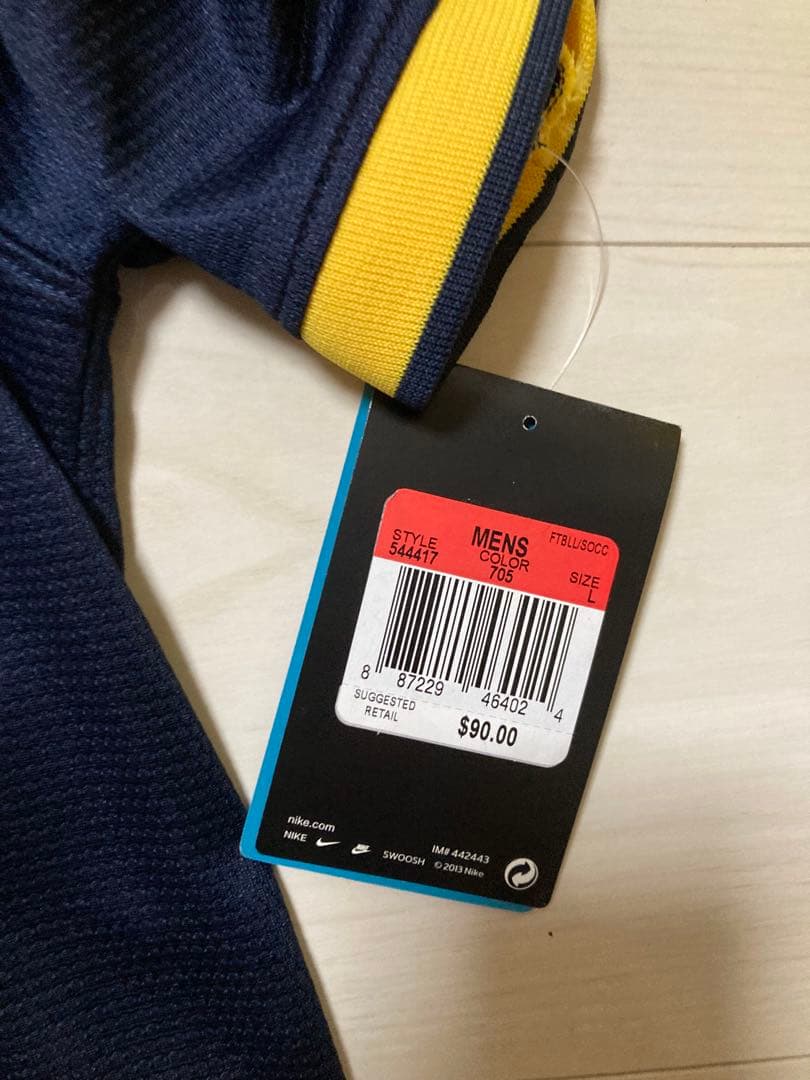 STYLE MENS FTBLL/SOCC
544417 COLOR SIZE
705 L
8 87229 46402 4
SUGGESTED
RETAIL $90.00
nike.com
NIKE SWOOSH IM# 442443
© 2013 Nike